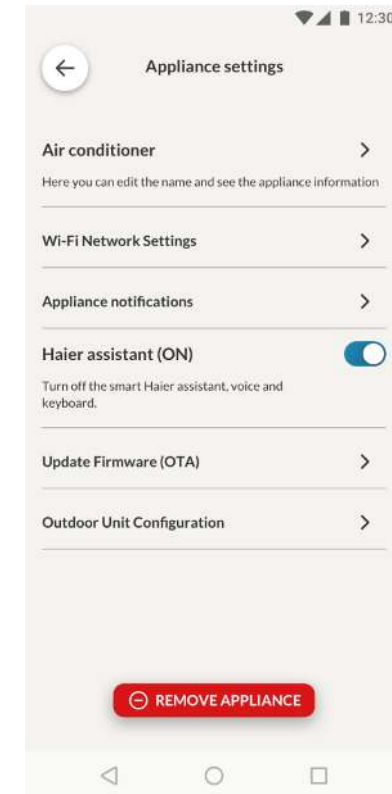 12:30
Appliance settings
Air conditioner
Here you can edit the name and see the appliance information
Wi-Fi Network Settings
Appliance notifications
Haier assistant (ON)
Turn off the smart Haier assistant, voice and
keyboard.
Update Firmware (OTA)
Outdoor Unit Configuration
REMOVE APPLIANCE